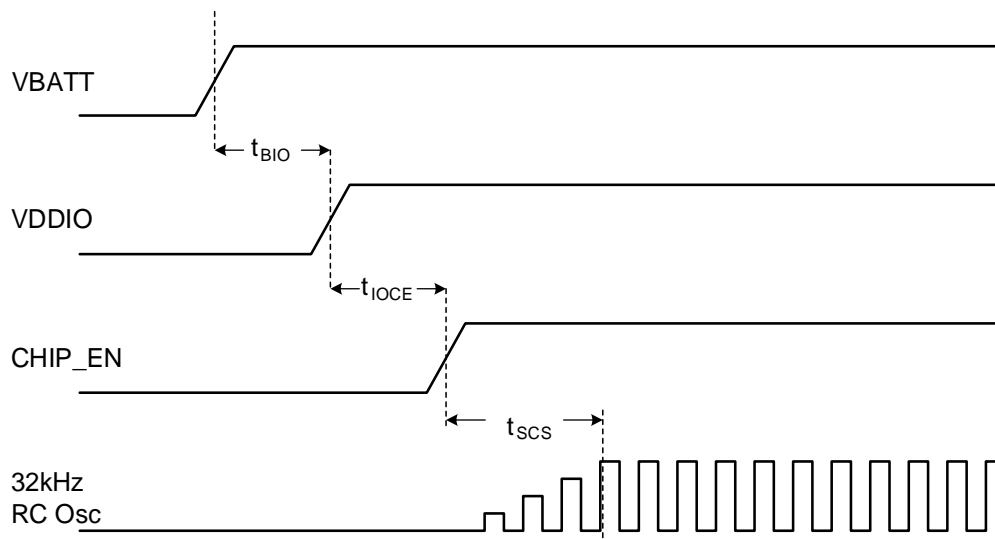 VBATT
tBIO
VDDIO
tIOCE
CHIP_EN
tSCS
32kHz
RC Osc